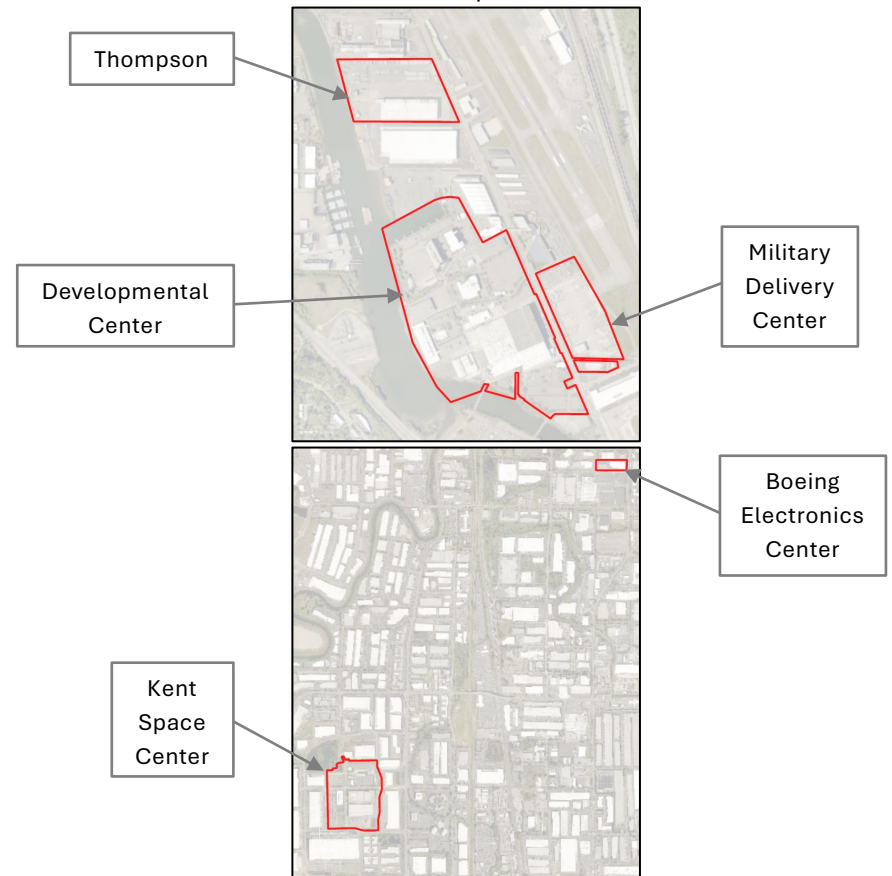 Thompson
Developmental
Center
Military
Delivery
Center
Boeing
Electronics
Center
Kent
Space
Center